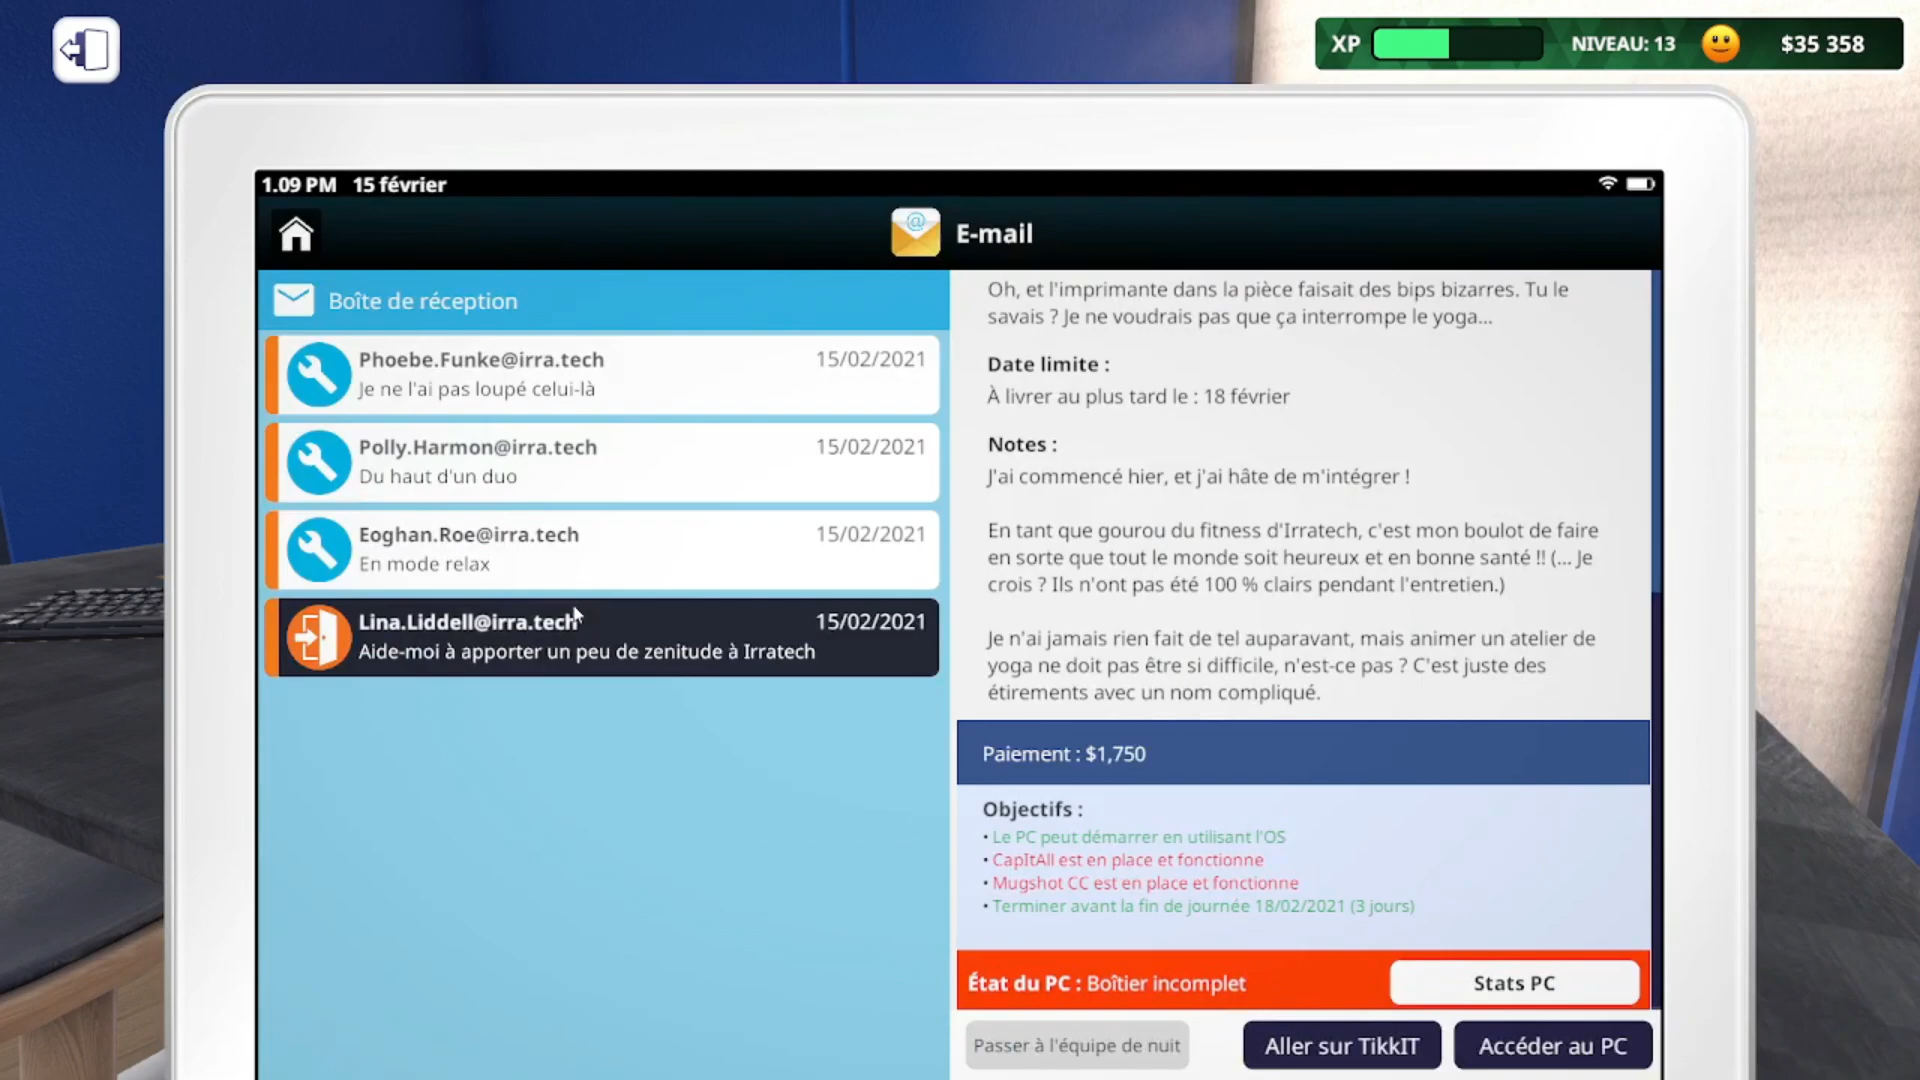 XP NIVEAU: 13 $35 358
1.09 PM 15 février
E-mail
Boîte de réception
Phoebe.Funke@irra.tech 15/02/2021
Je ne l'ai pas loupé celui-là
Polly.Harmon@irra.tech 15/02/2021
Du haut d'un duo
Eoghan.Roe@irra.tech 15/02/2021
En mode relax
Lina.Liddell@irra.tech 15/02/2021
Aide-moi à apporter un peu de zenitude à Irratech
Oh, et l'imprimante dans la pièce faisait des bips bizarres. Tu le
savais ? Je ne voudrais pas que ça interrompe le yoga...
Date limite :
À livrer au plus tard le : 18 février
Notes :
J'ai commencé hier, et j'ai hâte de m'intégrer !
En tant que gourou du fitness d'Irratech, c'est mon boulot de faire
en sorte que tout le monde soit heureux et en bonne santé !! (... Je
crois ? Ils n'ont pas été 100 % clairs pendant l'entretien.)
Je n'ai jamais rien fait de tel auparavant, mais animer un atelier de
yoga ne doit pas être si difficile, n'est-ce pas ? C'est juste des
étirements avec un nom compliqué.
Paiement : $1,750
Objectifs :
• Le PC peut démarrer en utilisant l'OS
• CapItAll est en place et fonctionne
• Mugshot CC est en place et fonctionne
• Terminer avant la fin de journée 18/02/2021 (3 jours)
État du PC : Boîtier incomplet
Stats PC
Passer à l'équipe de nuit
Aller sur TikkIT
Accéder au PC